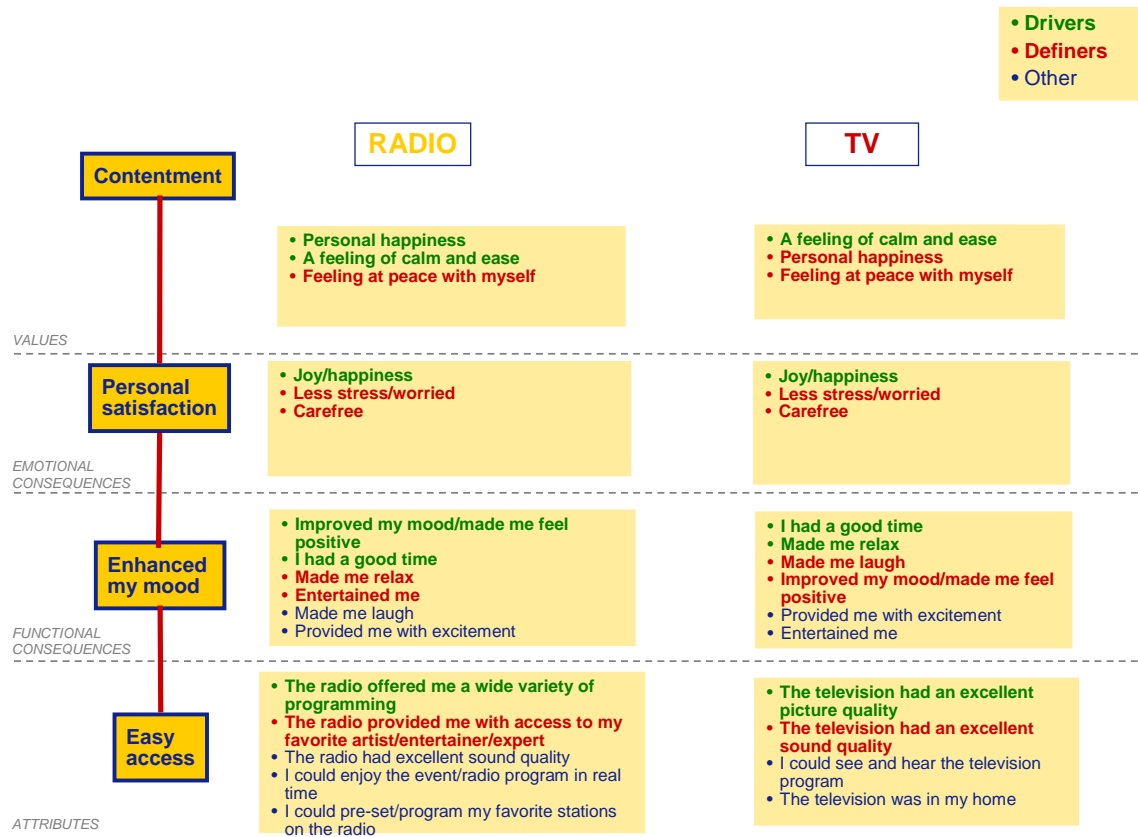 • Drivers
• Definers
• Other
RADIO
TV
Contentment
• Personal happiness
• A feeling of calm and ease
• Feeling at peace with myself
• A feeling of calm and ease
• Personal happiness
• Feeling at peace with myself
VALUES
Personal
satisfaction
• Joy/happiness
• Less stress/worried
• Carefree
• Joy/happiness
• Less stress/worried
• Carefree
EMOTIONAL
CONSEQUENCES
Enhanced
my mood
• Improved my mood/made me feel
positive
• I had a good time
• Made me relax
• Entertained me
• Made me laugh
• Provided me with excitement
• I had a good time
• Made me relax
• Made me laugh
• Improved my mood/made me feel
positive
• Provided me with excitement
• Entertained me
FUNCTIONAL
CONSEQUENCES
Easy
access
• The radio offered me a wide variety of
programming
• The radio provided me with access to my
favorite artist/entertainer/expert
• The radio had excellent sound quality
• I could enjoy the event/radio program in real
time
• I could pre-set/program my favorite stations
on the radio
• The television had an excellent
picture quality
• The television had an excellent
sound quality
• I could see and hear the television
program
• The television was in my home
ATTRIBUTES